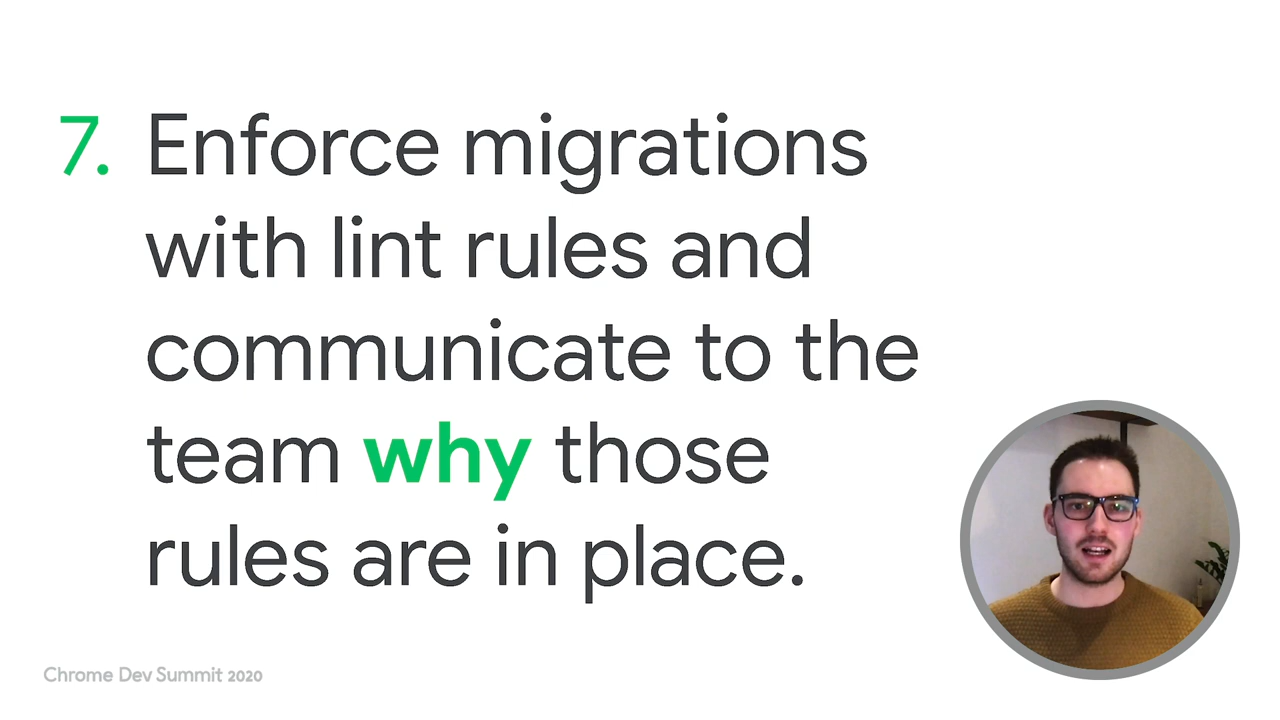 7. Enforce migrations
with lint rules and
communicate to the
team why those
rules are in place.
Chrome Dev Summit 2020